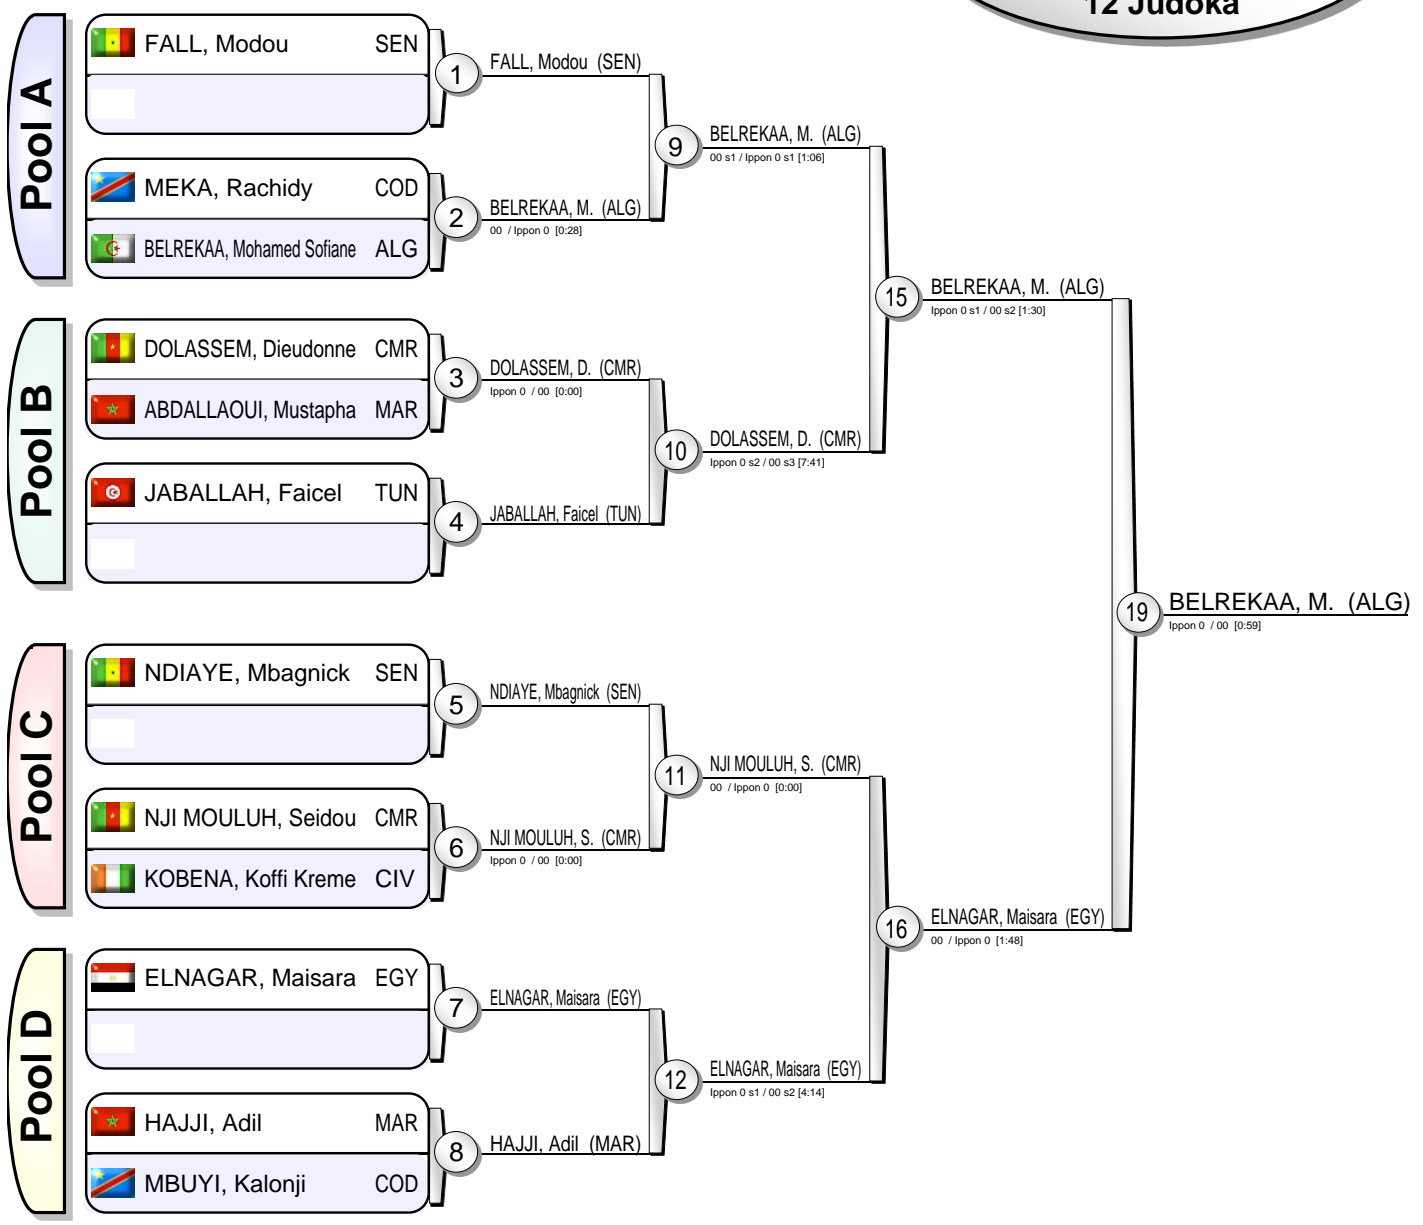 12 Judoka
Pool A
FALL, Modou SEN
MEKA, Rachidy COD
BELREKAA, Mohamed Sofiane ALG
1
FALL, Modou (SEN)
2
BELREKAA, M. (ALG)
00 / Ippon 0 [0:28]
9
BELREKAA, M. (ALG)
00 s1 / Ippon 0 s1 [1:06]
Pool B
DOLASSEM, Dieudonne CMR
ABDALLAOUI, Mustapha MAR
JABALLAH, Faicel TUN
3
DOLASSEM, D. (CMR)
Ippon 0 / 00 [0:00]
4
JABALLAH, Faicel (TUN)
10
DOLASSEM, D. (CMR)
Ippon 0 s2 / 00 s3 [7:41]
15
BELREKAA, M. (ALG)
Ippon 0 s1 / 00 s2 [1:30]
Pool C
NDIAYE, Mbagnick SEN
NJI MOULUH, Seidou CMR
KOBENA, Koffi Kreme CIV
5
NDIAYE, Mbagnick (SEN)
6
NJI MOULUH, S. (CMR)
Ippon 0 / 00 [0:00]
11
NJI MOULUH, S. (CMR)
00 / Ippon 0 [0:00]
Pool D
ELNAGAR, Maisara EGY
HAJJI, Adil MAR
MBUYI, Kalonji COD
7
ELNAGAR, Maisara (EGY)
8
HAJJI, Adil (MAR)
12
ELNAGAR, Maisara (EGY)
Ippon 0 s1 / 00 s2 [4:14]
16
ELNAGAR, Maisara (EGY)
00 / Ippon 0 [1:48]
19
BELREKAA, M. (ALG)
Ippon 0 / 00 [0:59]